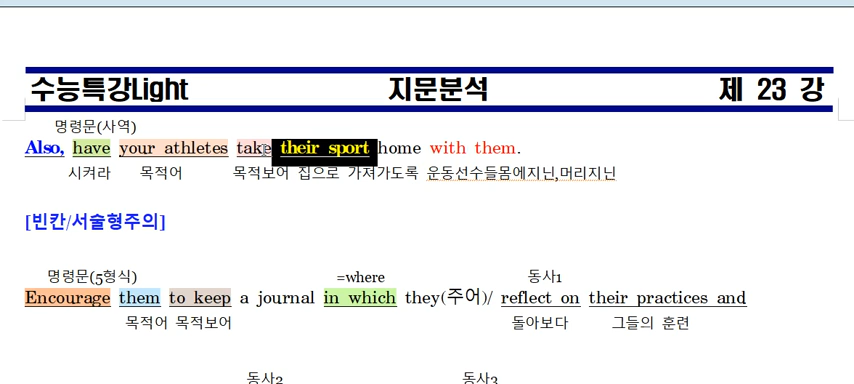 수능특강Light 지문분석 제 23 강
명령문(사역)
Also, have your athletes take their sport home with them.
시켜라 목적어 목적보어 집으로 가져가도록 운동선수들몸에지닌,머리지닌
[빈칸/서술형주의]
명령문(5형식) =where 동사1
Encourage them to keep a journal in which they(주어)/ reflect on their practices and
목적어 목적보어 돌아보다 그들의 훈련
동사2 동사3